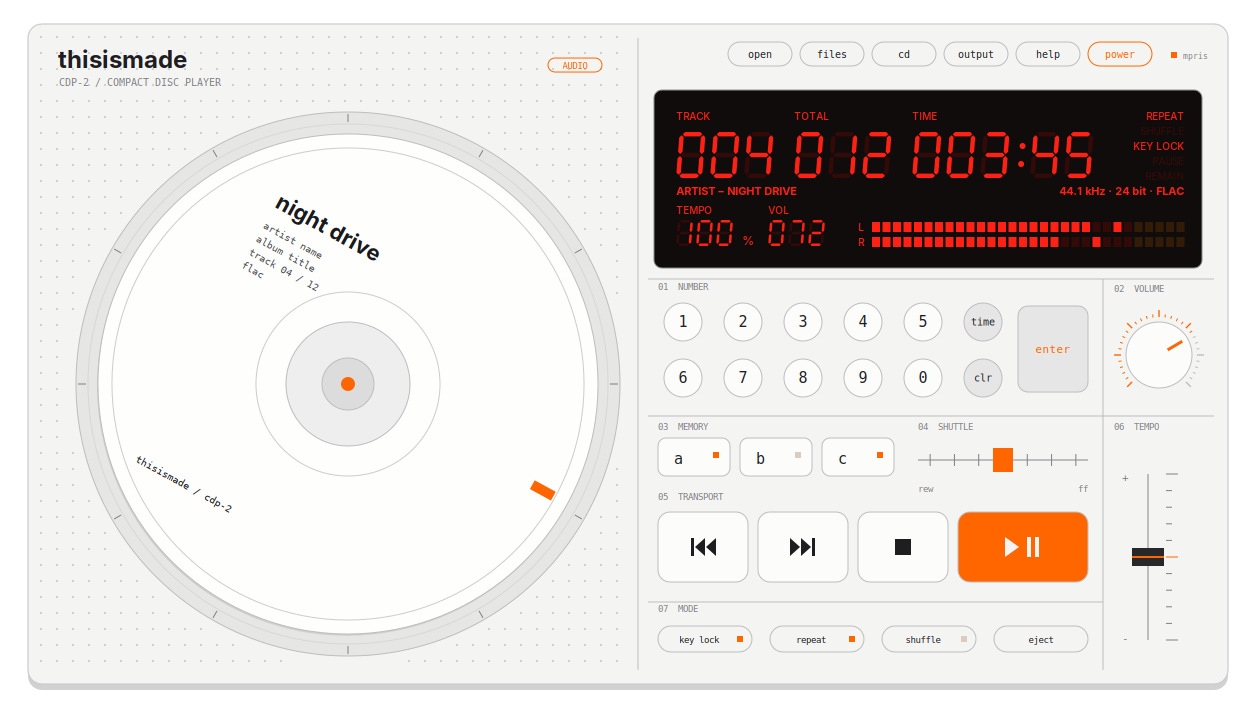 thisismade
CDP-2 / COMPACT DISC PLAYER
AUDIO
night drive
artist name
album title
track 04 / 12
flac
thisismade / cdp-2
open files cd output help power mpris
TRACK TOTAL TIME REPEAT
SHUFFLE
004 012 003:45 KEY LOCK
PAUSE
REMAIN
ARTIST – NIGHT DRIVE 44.1 kHz · 24 bit · FLAC
TEMPO VOL
100 % 072 L
R
01 NUMBER
1 2 3 4 5 time
enter
6 7 8 9 0 clr
02 VOLUME
03 MEMORY
a b c
04 SHUTTLE
rew ff
05 TRANSPORT
06 TEMPO
+
-
07 MODE
key lock repeat shuffle eject